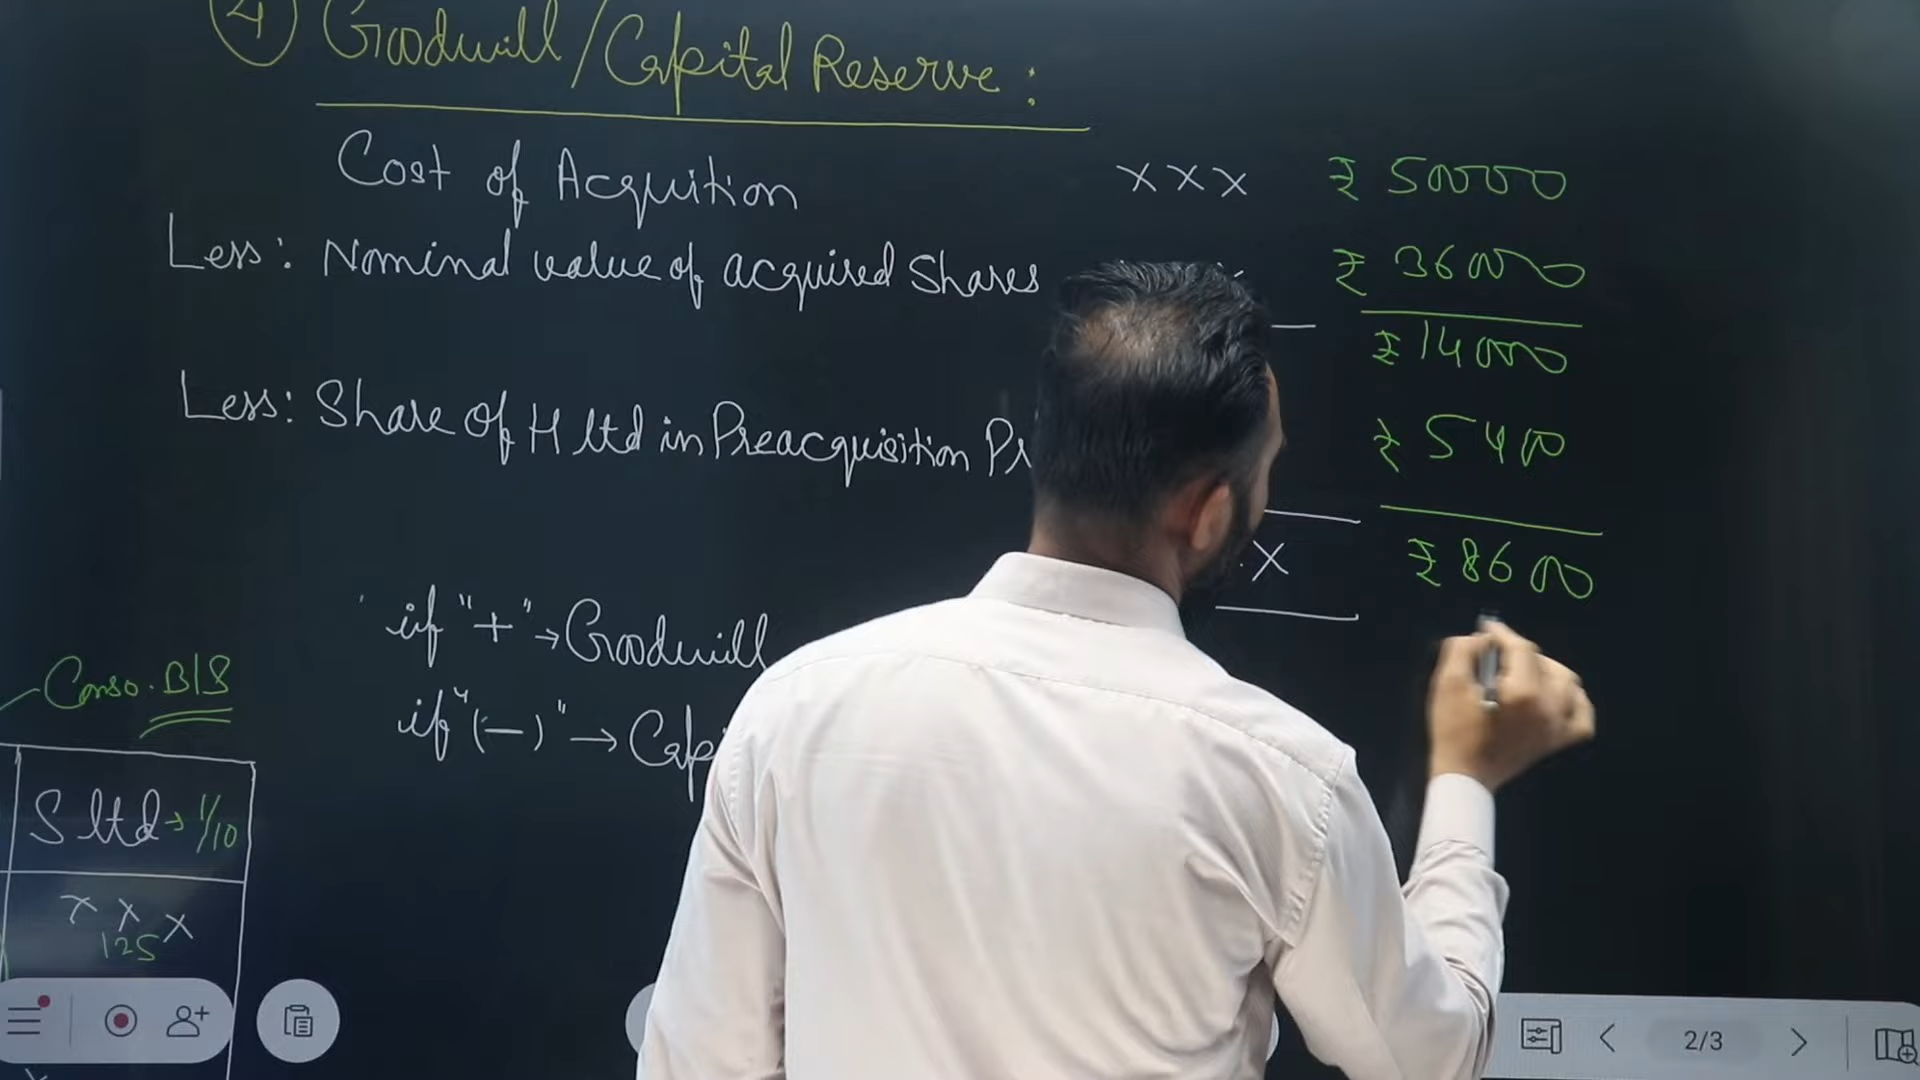 4 Goodwill/Capital Reserve:
Cost of Acquition xxx ₹ 50000
Less: Nominal value of acquired Shares ₹ 36000
₹ 14000
Less: Share of H ltd in Preacquisition ₹ 5400
x ₹ 8600
if "+" → Goodwill
if "(-)" →
Conso. B/S
S ltd → 1/10
x x x
125
2/3